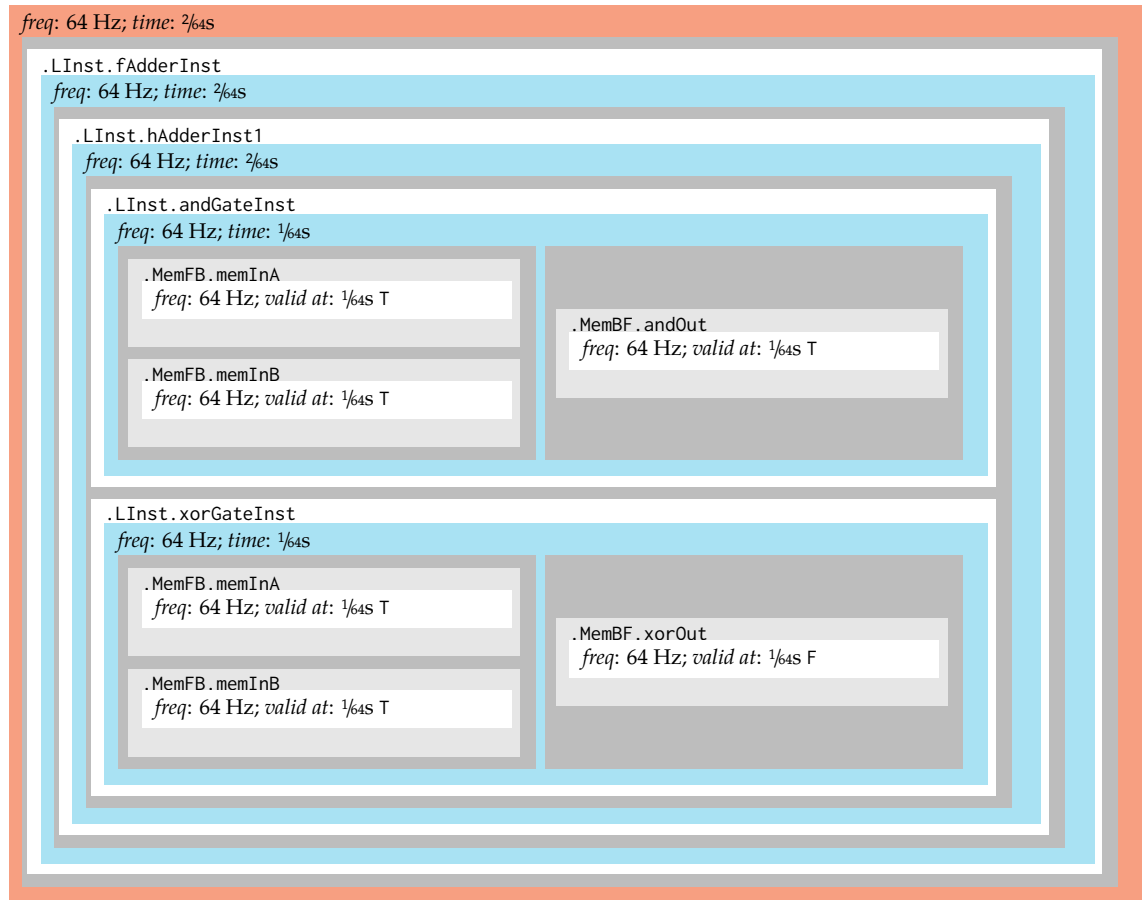 freq: 64 Hz; time: 2⁄64s
.LInst.fAdderInst
freq: 64 Hz; time: 2⁄64s
.LInst.hAdderInst1
freq: 64 Hz; time: 2⁄64s
.LInst.andGateInst
freq: 64 Hz; time: 1⁄64s
.MemFB.memInA
freq: 64 Hz; valid at: 1⁄64s T
.MemFB.memInB
freq: 64 Hz; valid at: 1⁄64s T
.MemBF.andOut
freq: 64 Hz; valid at: 1⁄64s T
.LInst.xorGateInst
freq: 64 Hz; time: 1⁄64s
.MemFB.memInA
freq: 64 Hz; valid at: 1⁄64s T
.MemFB.memInB
freq: 64 Hz; valid at: 1⁄64s T
.MemBF.xorOut
freq: 64 Hz; valid at: 1⁄64s F